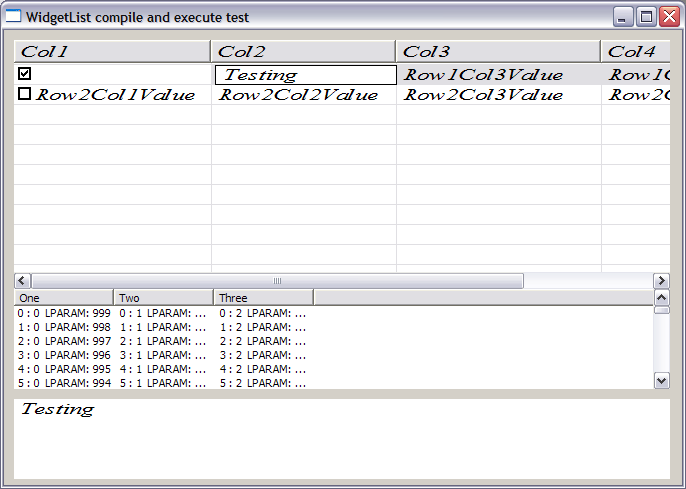 WidgetList compile and execute test
Col1 Col2 Col3 Col4
Testing Row1Col3Value Row1C
Row2Col1Value Row2Col2Value Row2Col3Value Row2C
One Two Three
0 : 0 LPARAM: 999 0 : 1 LPARAM: ... 0 : 2 LPARAM: ...
1 : 0 LPARAM: 998 1 : 1 LPARAM: ... 1 : 2 LPARAM: ...
2 : 0 LPARAM: 997 2 : 1 LPARAM: ... 2 : 2 LPARAM: ...
3 : 0 LPARAM: 996 3 : 1 LPARAM: ... 3 : 2 LPARAM: ...
4 : 0 LPARAM: 995 4 : 1 LPARAM: ... 4 : 2 LPARAM: ...
5 : 0 LPARAM: 994 5 : 1 LPARAM: ... 5 : 2 LPARAM: ...
Testing